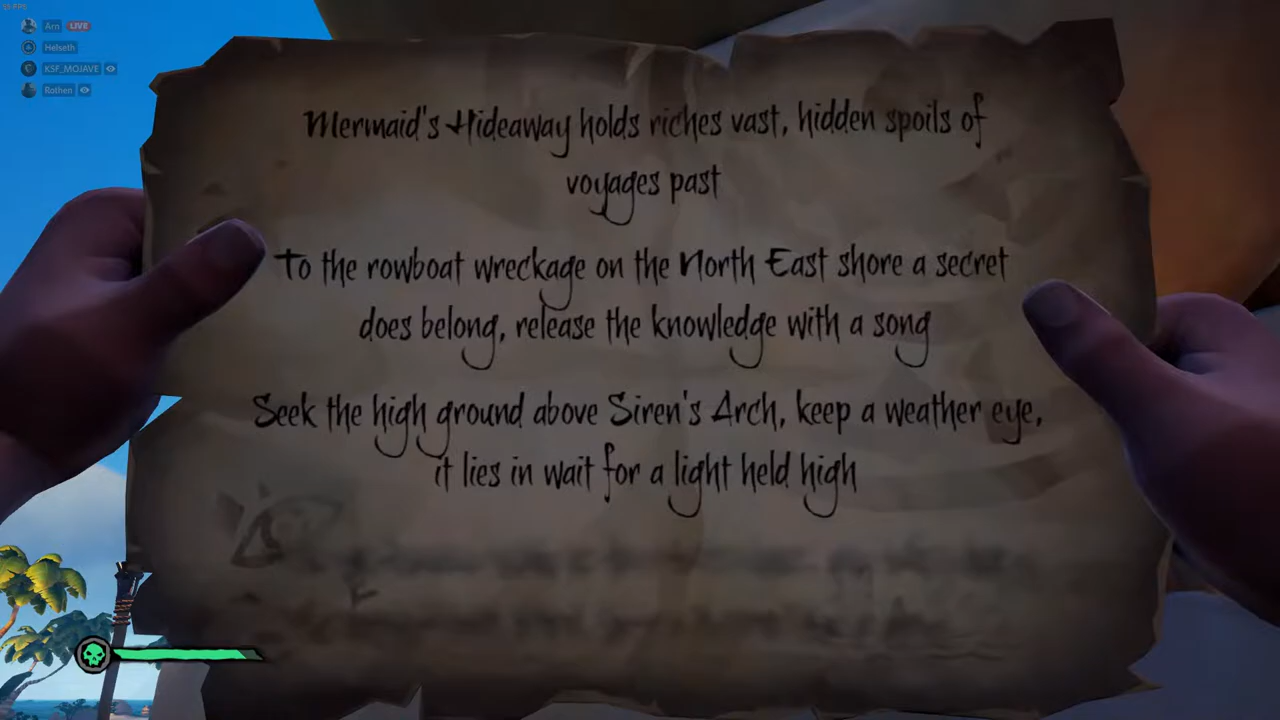 15 FPS
Arn LIVE
Helseth
KSF_MOJAVE
Rothen
Mermaid's Hideaway holds riches vast, hidden spoils of
voyages past
To the rowboat wreckage on the North East shore a secret
does belong, release the knowledge with a song
Seek the high ground above Siren's Arch, keep a weather eye,
it lies in wait for a light held high